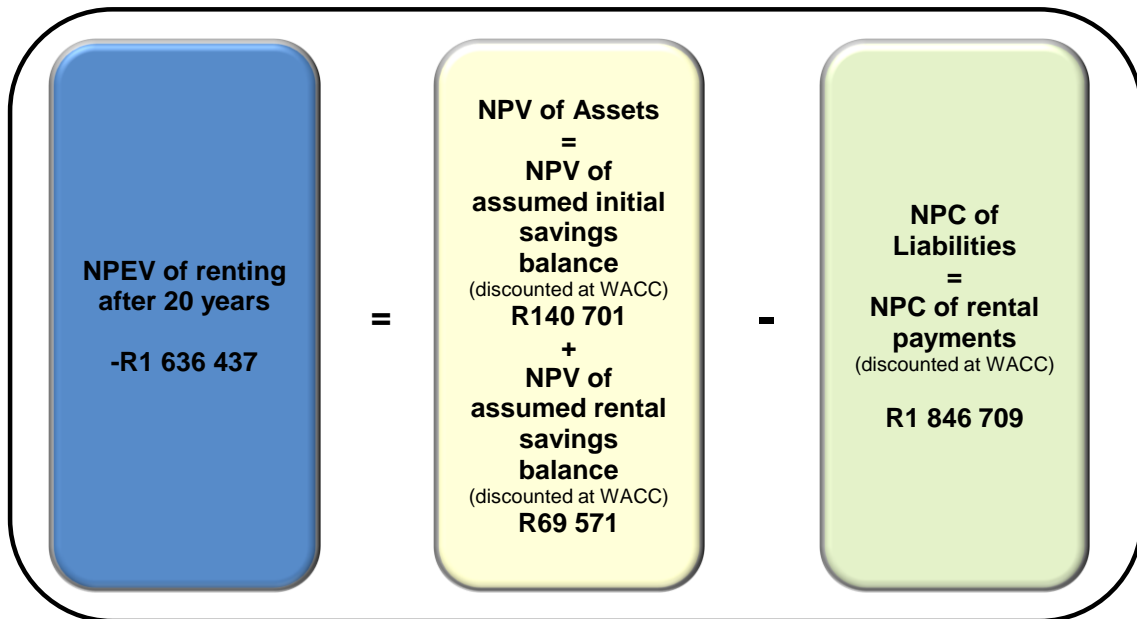 NPEV of renting
after 20 years
-R1 636 437
=
NPV of Assets
=
NPV of
assumed initial
savings
balance
(discounted at WACC)
R140 701
+
NPV of
assumed rental
savings
balance
(discounted at WACC)
R69 571
-
NPC of
Liabilities
=
NPC of rental
payments
(discounted at WACC)
R1 846 709